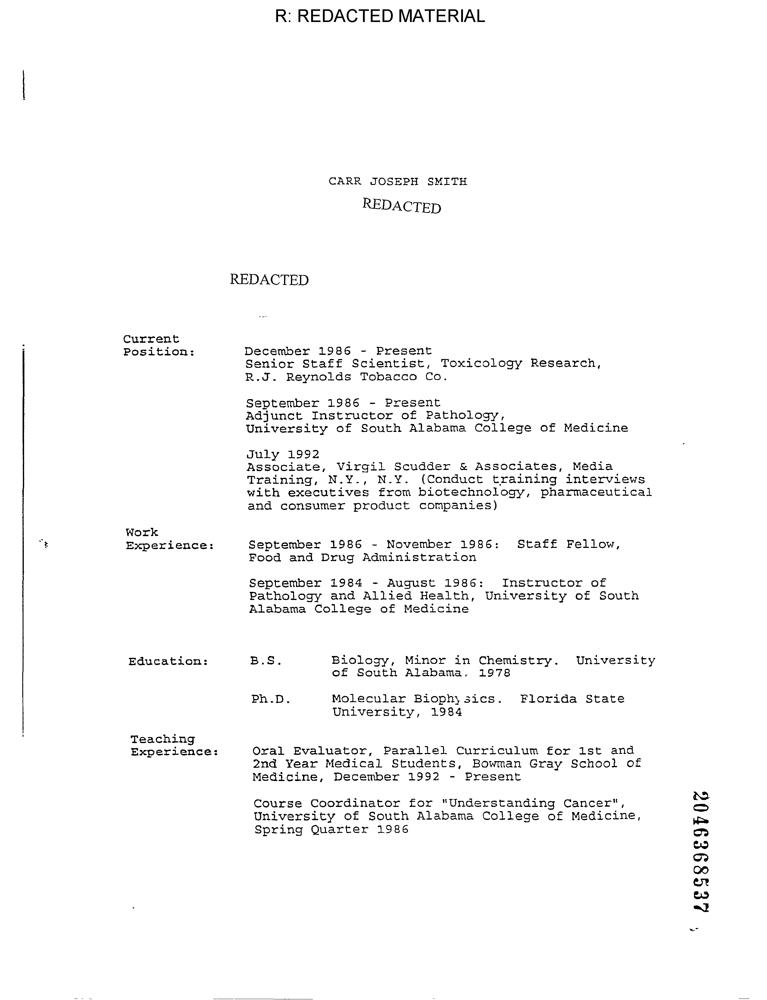 R: REDACTED MATERIAL
CARR JOSEPH SMITH
REDACTED
REDACTED
Current
Position:
December 1986 - Present
Senior Staff Scientist, Toxicology Research,
R.J. Reynolds Tobacco Co.
September 1986 - Present
Adjunct Instructor of Pathology,
University of South Alabama College of Medicine
July 1992
Associate, Virgil Scudder & Associates, Media
Training, N.Y., N.Y. (Conduct training interviews
with executives from biotechnology, pharmaceutical
and consumer product companies)
Work
Experience: September 1986 - November 1986: Staff Fellow,
Food and Drug Administration
September 1984 - August 1986: Instructor of
Pathology and Allied Health, University of South
Alabama College of Medicine
Education: B.S. Biology, Minor in Chemistry. University
of South Alabama. 1978
Ph.D. Molecular Biophysics. Florida State
University, 1984
Teaching
Experience: Oral Evaluator, Parallel Curriculum for 1st and
2nd Year Medical Students, Bowman Gray School of
Medicine, December 1992 - Present
Course Coordinator for "Understanding Cancer",
University of South Alabama College of Medicine,
Spring Quarter 1986
2046368537